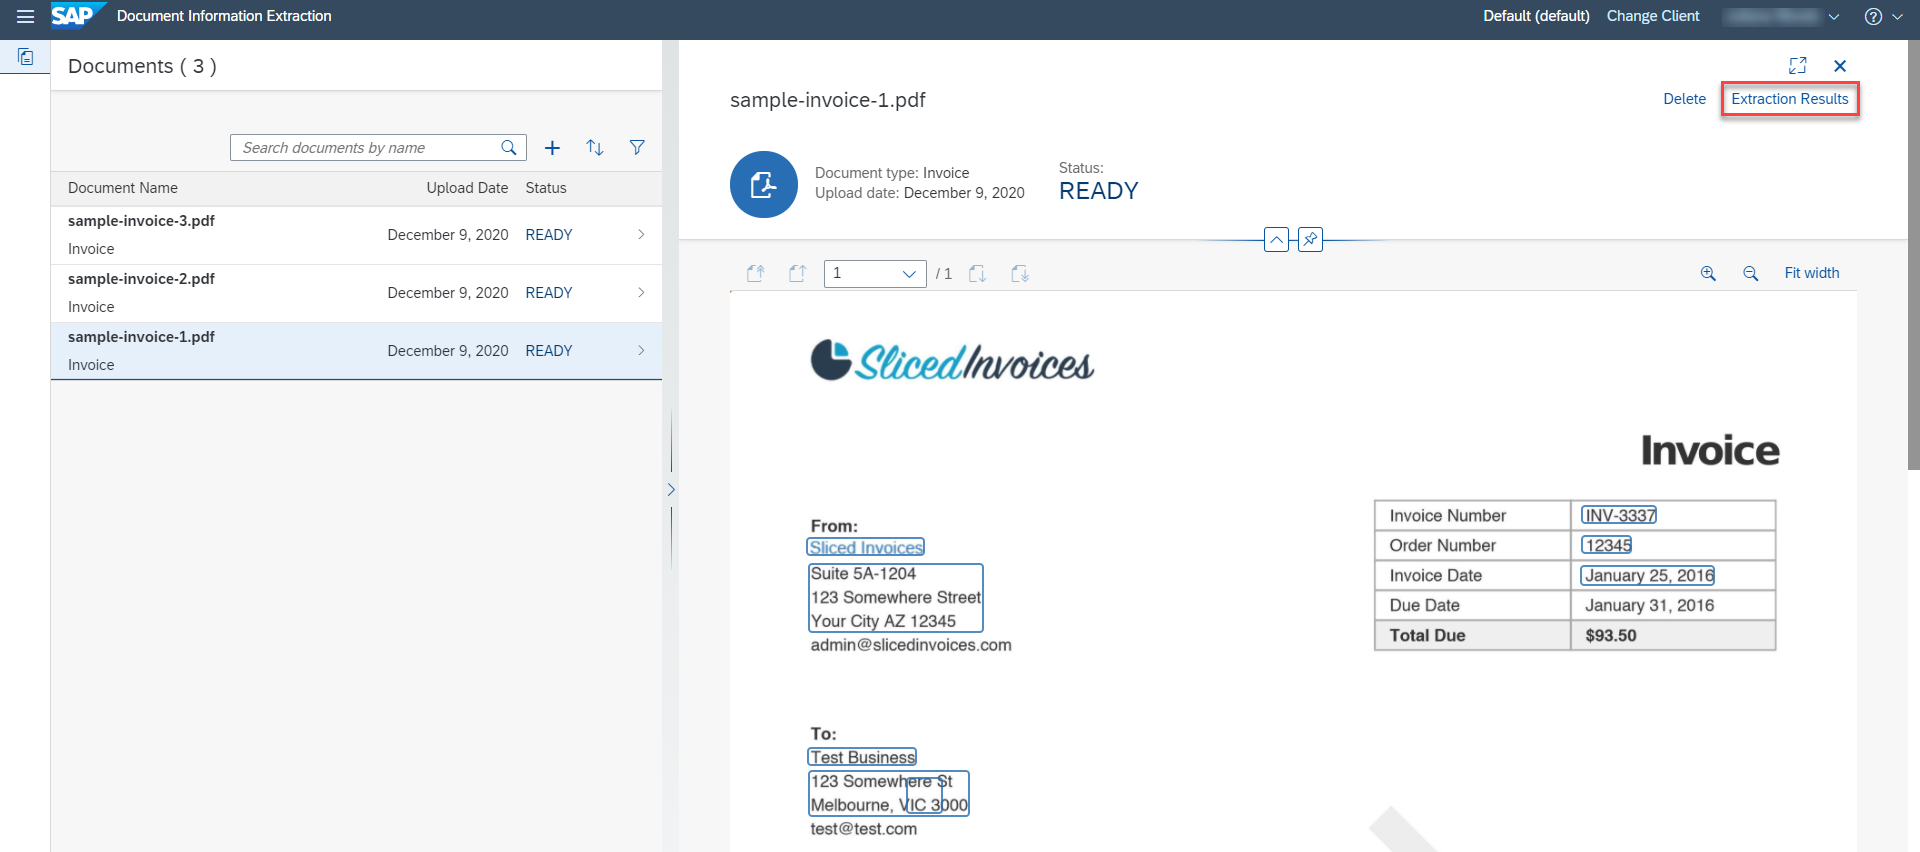 SAP Document Information Extraction
Default (default) Change Client
Documents ( 3 )
Search documents by name
Document Name Upload Date Status
sample-invoice-3.pdf
Invoice
December 9, 2020 READY
sample-invoice-2.pdf
Invoice
December 9, 2020 READY
sample-invoice-1.pdf
Invoice
December 9, 2020 READY
sample-invoice-1.pdf
Delete Extraction Results
Document type: Invoice
Upload date: December 9, 2020
Status:
READY
1 / 1
Fit width
Sliced Invoices
Invoice
Invoice Number INV-3337
Order Number 12345
Invoice Date January 25, 2016
Due Date January 31, 2016
Total Due $93.50
From:
Sliced Invoices
Suite 5A-1204
123 Somewhere Street
Your City AZ 12345
admin@slicedinvoices.com
To:
Test Business
123 Somewhere St
Melbourne, VIC 3000
test@test.com